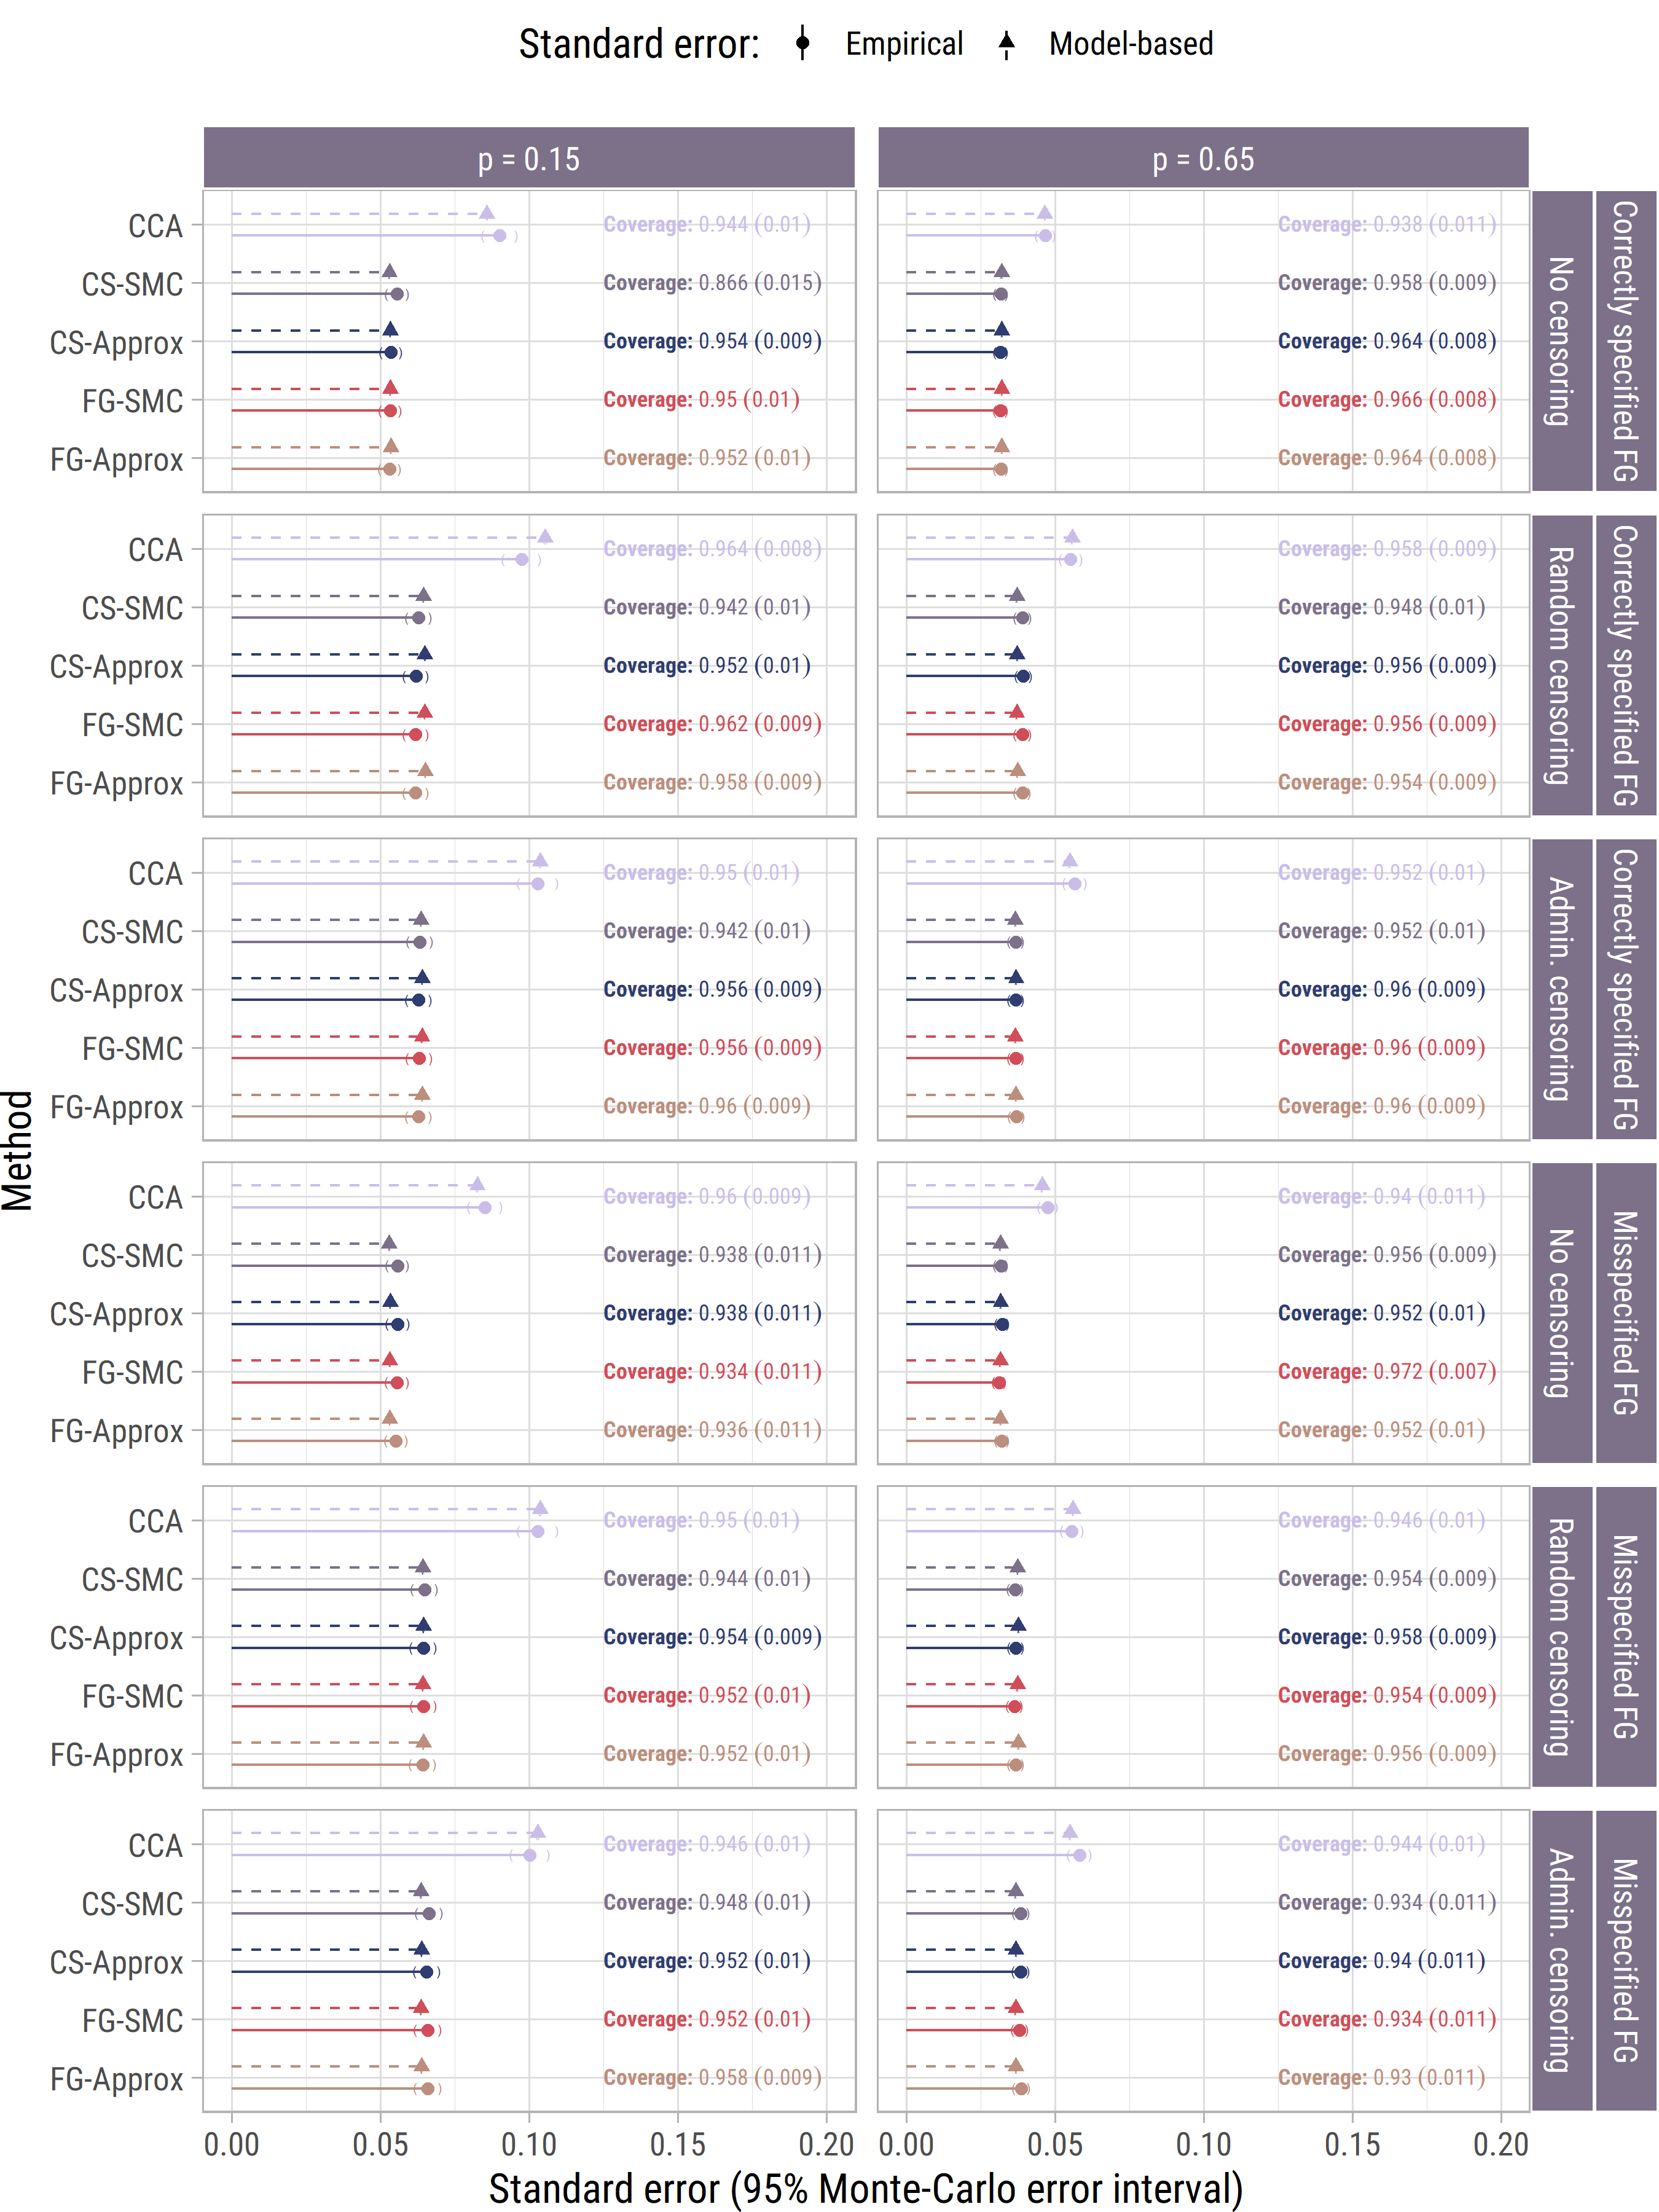 Standard error: Empirical Model-based
p = 0.15 p = 0.65
Correctly specified FG
No censoring
CCA Coverage: 0.944 (0.01) Coverage: 0.938 (0.011)
CS-SMC Coverage: 0.866 (0.015) Coverage: 0.958 (0.009)
CS-Approx Coverage: 0.954 (0.009) Coverage: 0.964 (0.008)
FG-SMC Coverage: 0.95 (0.01) Coverage: 0.966 (0.008)
FG-Approx Coverage: 0.952 (0.01) Coverage: 0.964 (0.008)
Correctly specified FG
Random censoring
CCA Coverage: 0.964 (0.008) Coverage: 0.958 (0.009)
CS-SMC Coverage: 0.942 (0.01) Coverage: 0.948 (0.01)
CS-Approx Coverage: 0.952 (0.01) Coverage: 0.956 (0.009)
FG-SMC Coverage: 0.962 (0.009) Coverage: 0.956 (0.009)
FG-Approx Coverage: 0.958 (0.009) Coverage: 0.954 (0.009)
Correctly specified FG
Admin. censoring
CCA Coverage: 0.95 (0.01) Coverage: 0.952 (0.01)
CS-SMC Coverage: 0.942 (0.01) Coverage: 0.952 (0.01)
CS-Approx Coverage: 0.956 (0.009) Coverage: 0.96 (0.009)
FG-SMC Coverage: 0.956 (0.009) Coverage: 0.96 (0.009)
FG-Approx Coverage: 0.96 (0.009) Coverage: 0.96 (0.009)
Method
Misspecified FG
No censoring
CCA Coverage: 0.96 (0.009) Coverage: 0.94 (0.011)
CS-SMC Coverage: 0.938 (0.011) Coverage: 0.956 (0.009)
CS-Approx Coverage: 0.938 (0.011) Coverage: 0.952 (0.01)
FG-SMC Coverage: 0.934 (0.011) Coverage: 0.972 (0.007)
FG-Approx Coverage: 0.936 (0.011) Coverage: 0.952 (0.01)
Misspecified FG
Random censoring
CCA Coverage: 0.95 (0.01) Coverage: 0.946 (0.01)
CS-SMC Coverage: 0.944 (0.01) Coverage: 0.954 (0.009)
CS-Approx Coverage: 0.954 (0.009) Coverage: 0.958 (0.009)
FG-SMC Coverage: 0.952 (0.01) Coverage: 0.954 (0.009)
FG-Approx Coverage: 0.952 (0.01) Coverage: 0.956 (0.009)
Misspecified FG
Admin. censoring
CCA Coverage: 0.946 (0.01) Coverage: 0.944 (0.01)
CS-SMC Coverage: 0.948 (0.01) Coverage: 0.934 (0.011)
CS-Approx Coverage: 0.952 (0.01) Coverage: 0.94 (0.011)
FG-SMC Coverage: 0.952 (0.01) Coverage: 0.934 (0.011)
FG-Approx Coverage: 0.958 (0.009) Coverage: 0.93 (0.011)
0.00 0.05 0.10 0.15 0.20 0.00 0.05 0.10 0.15 0.20
Standard error (95% Monte-Carlo error interval)